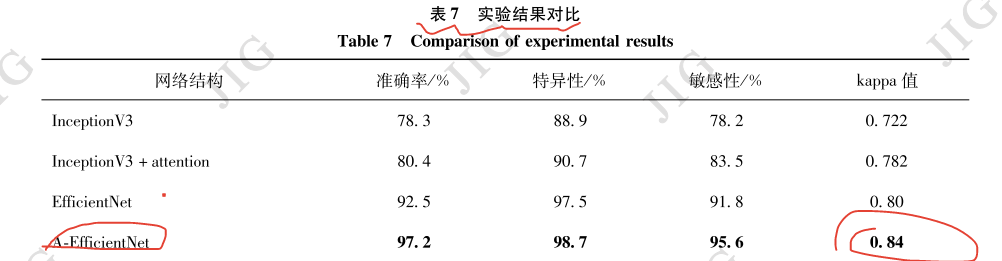 表 7 实验结果对比
Table 7 Comparison of experimental results
网络结构 准确率/% 特异性/% 敏感性/% kappa 值
InceptionV3 78.3 88.9 78.2 0.722
InceptionV3 + attention 80.4 90.7 83.5 0.782
EfficientNet 92.5 97.5 91.8 0.80
A-EfficientNet 97.2 98.7 95.6 0.84
JIG
JIG
JIG
JIG
JIG